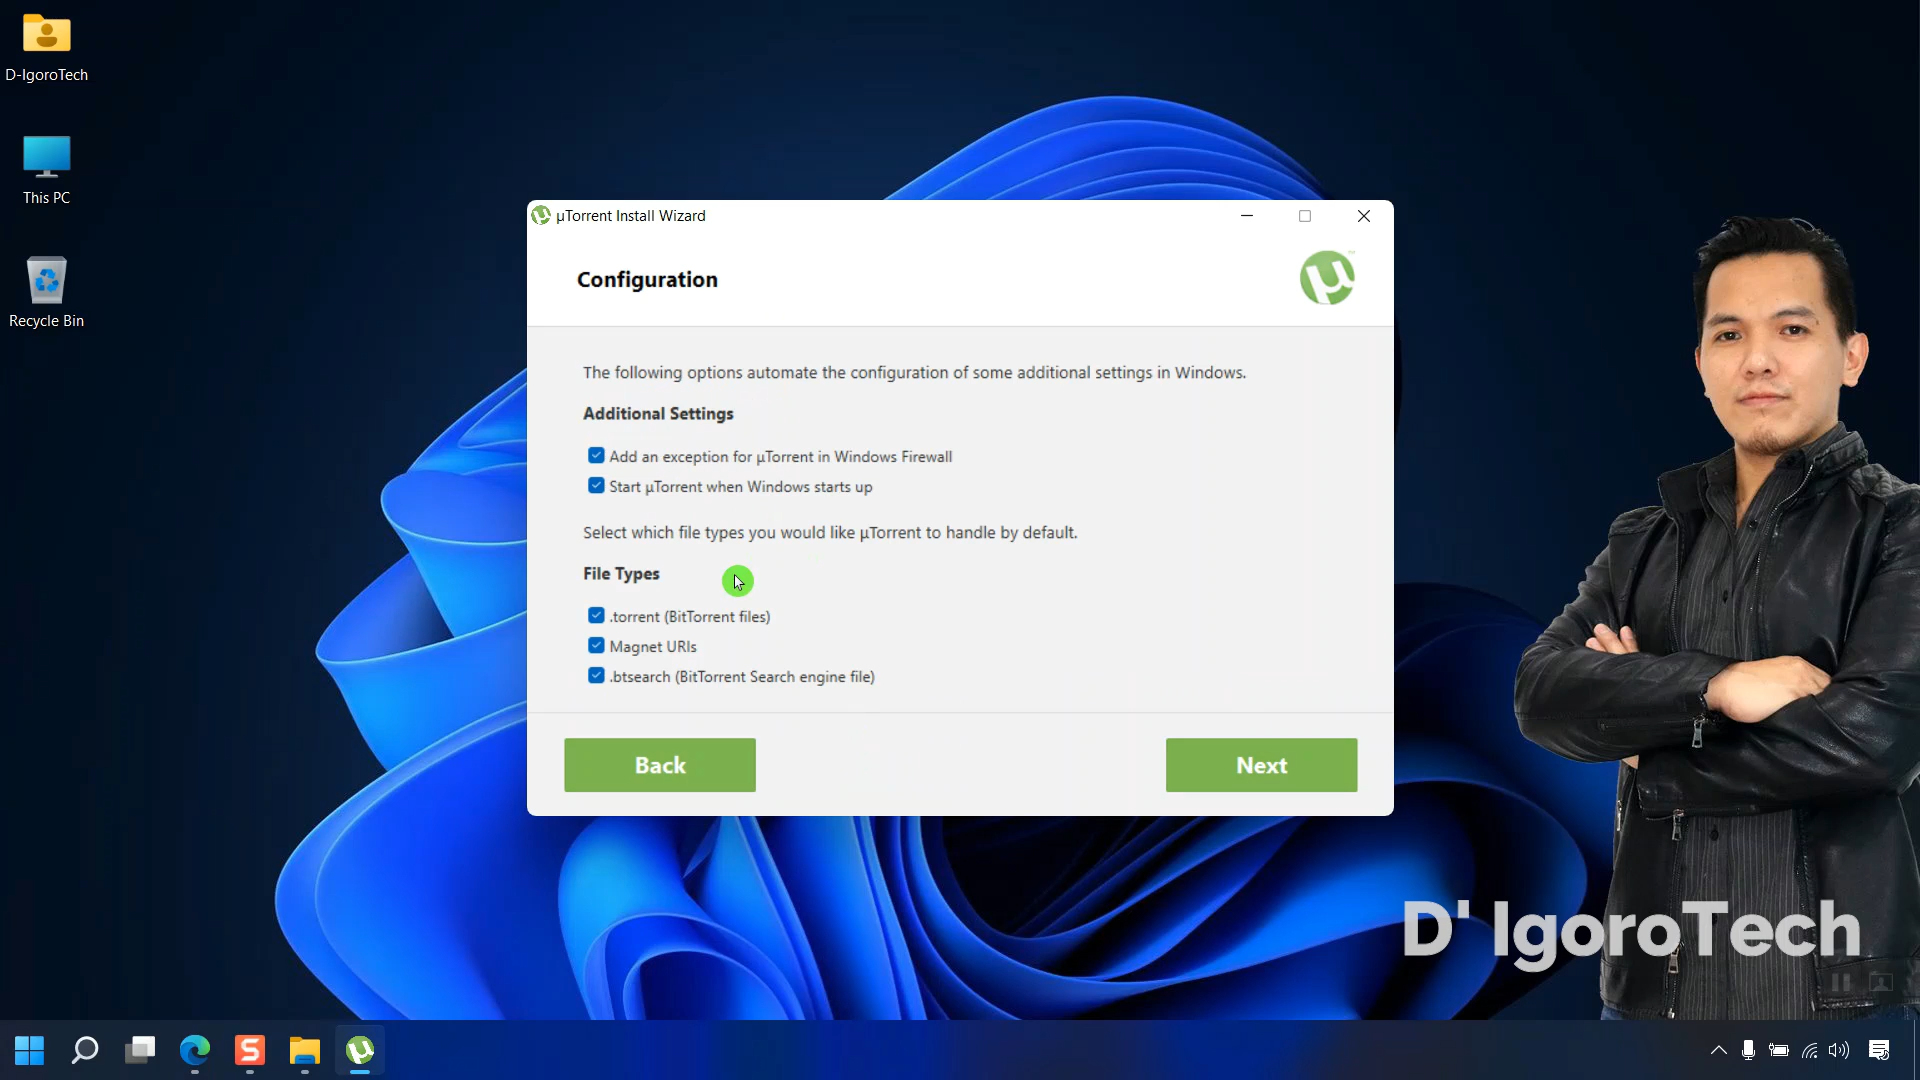 D-IgoroTech
This PC
Recycle Bin
µTorrent Install Wizard
Configuration
The following options automate the configuration of some additional settings in Windows.
Additional Settings
Add an exception for µTorrent in Windows Firewall
Start µTorrent when Windows starts up
Select which file types you would like µTorrent to handle by default.
File Types
.torrent (BitTorrent files)
Magnet URIs
.btsearch (BitTorrent Search engine file)
Back
Next
D' IgoroTech